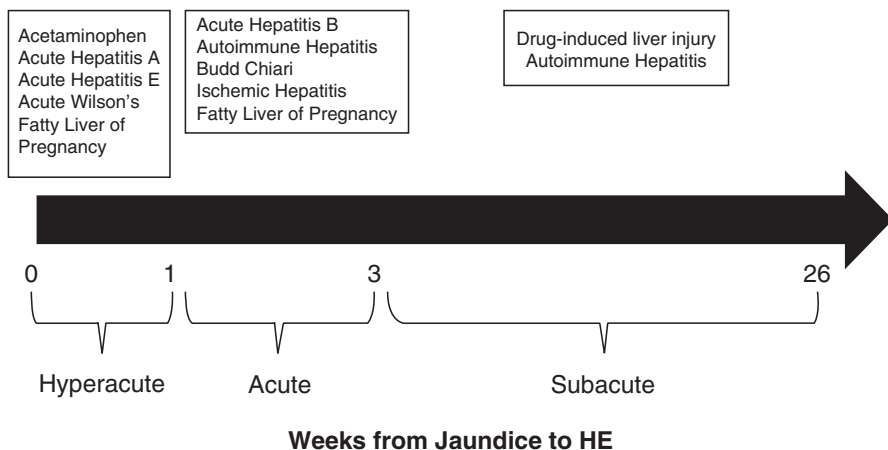 Acetaminophen
Acute Hepatitis A
Acute Hepatitis E
Acute Wilson's
Fatty Liver of
Pregnancy
Acute Hepatitis B
Autoimmune Hepatitis
Budd Chiari
Ischemic Hepatitis
Fatty Liver of Pregnancy
Drug-induced liver injury
Autoimmune Hepatitis
0 1 3 26
Hyperacute Acute Subacute
Weeks from Jaundice to HE